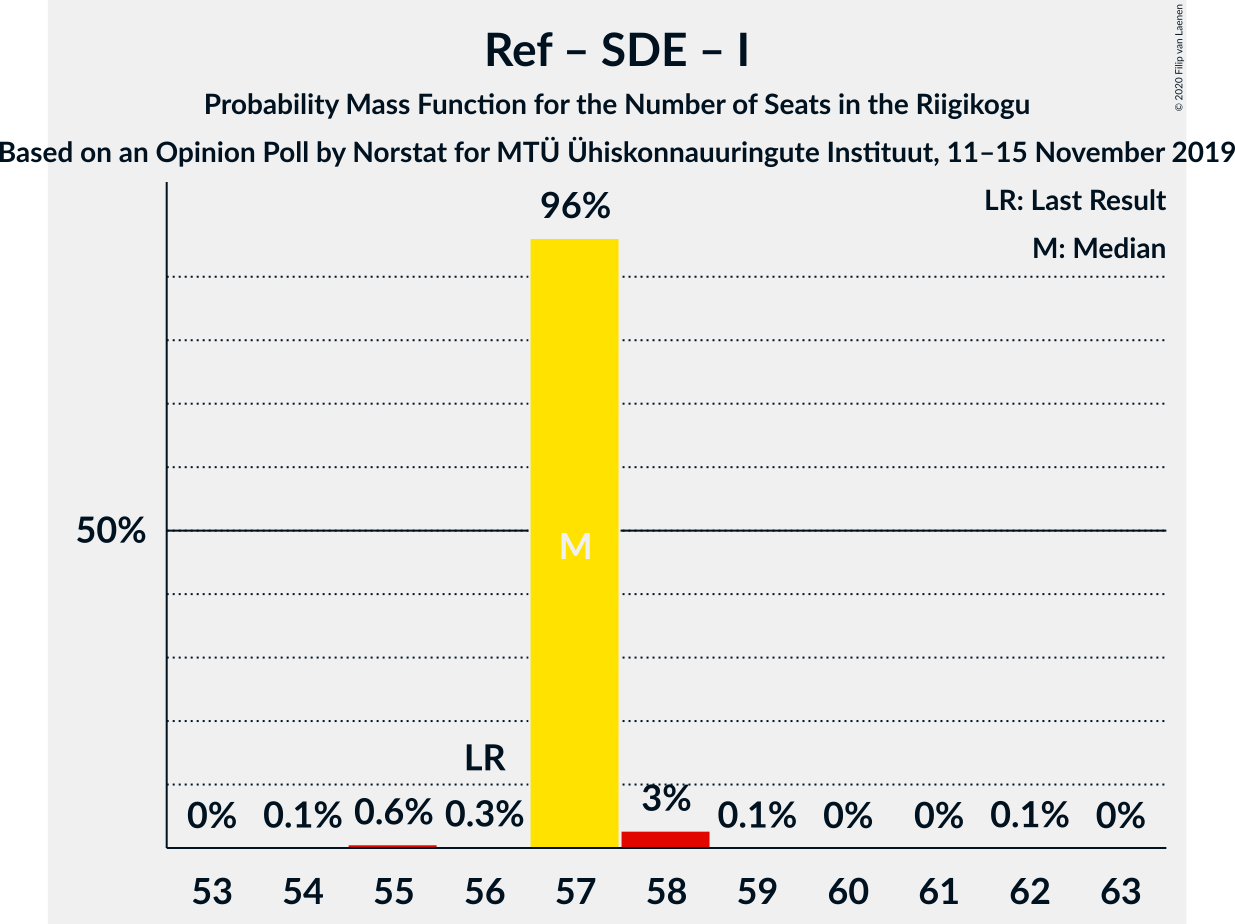 Ref – SDE – I
Probability Mass Function for the Number of Seats in the Riigikogu
Based on an Opinion Poll by Norstat for MTÜ Ühiskonnauuringute Instituut, 11–15 November 2019
© 2020 Filip van Laenen
LR: Last Result
M: Median
96%
50%
M
LR
0% 0.1% 0.6% 0.3% 3% 0.1% 0% 0% 0.1% 0%
53 54 55 56 57 58 59 60 61 62 63